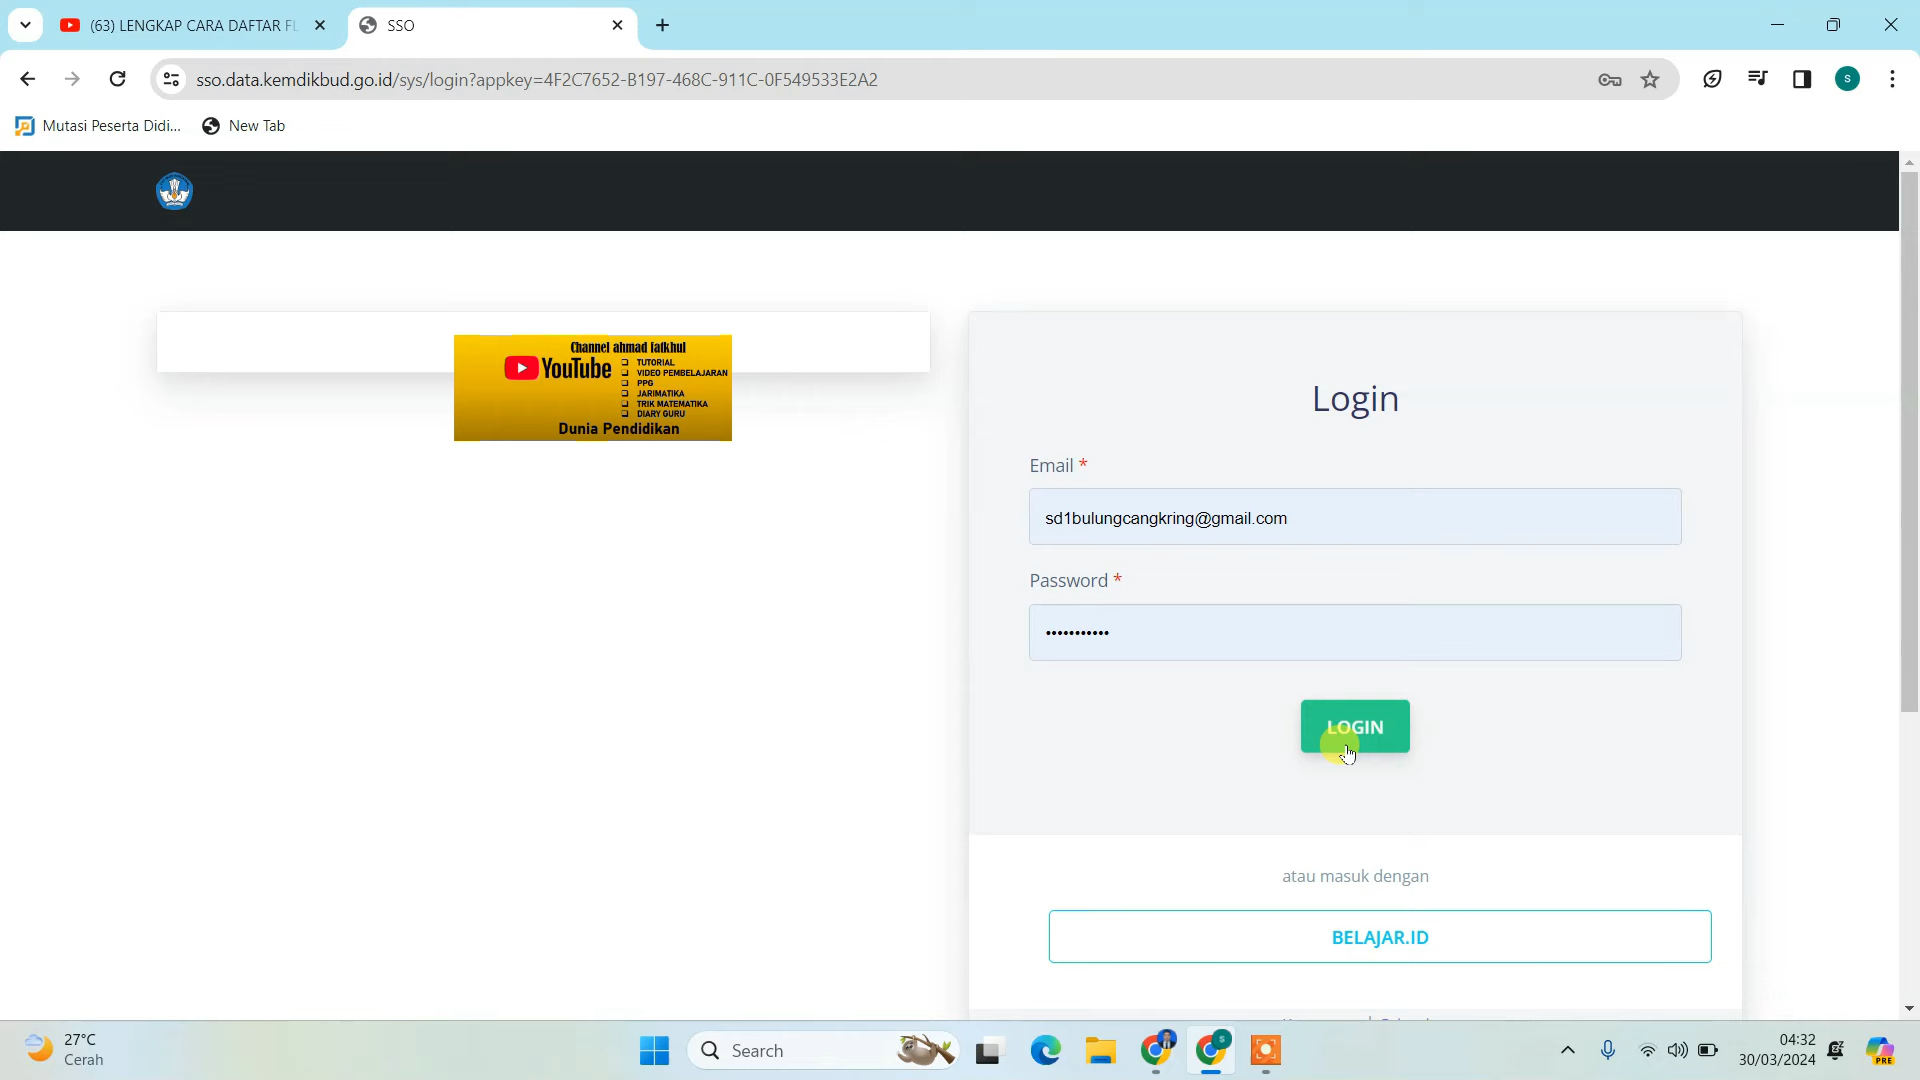 (63) LENGKAP CARA DAFTAR FL
SSO
sso.data.kemdikbud.go.id/sys/login?appkey=4F2C7652-B197-468C-911C-0F549533E2A2
S
Mutasi Peserta Didi...
New Tab
Channel ahmad fatkhul
YouTube
TUTORIAL
VIDEO PEMBELAJARAN
PPG
JARIMATIKA
TRIK MATEMATIKA
DIARY GURU
Dunia Pendidikan
Login
Email *
sd1bulungcangkring@gmail.com
Password *
•••••••••••
LOGIN
atau masuk dengan
BELAJAR.ID
27°C
Cerah
Search
S
04:32
30/03/2024
PRE